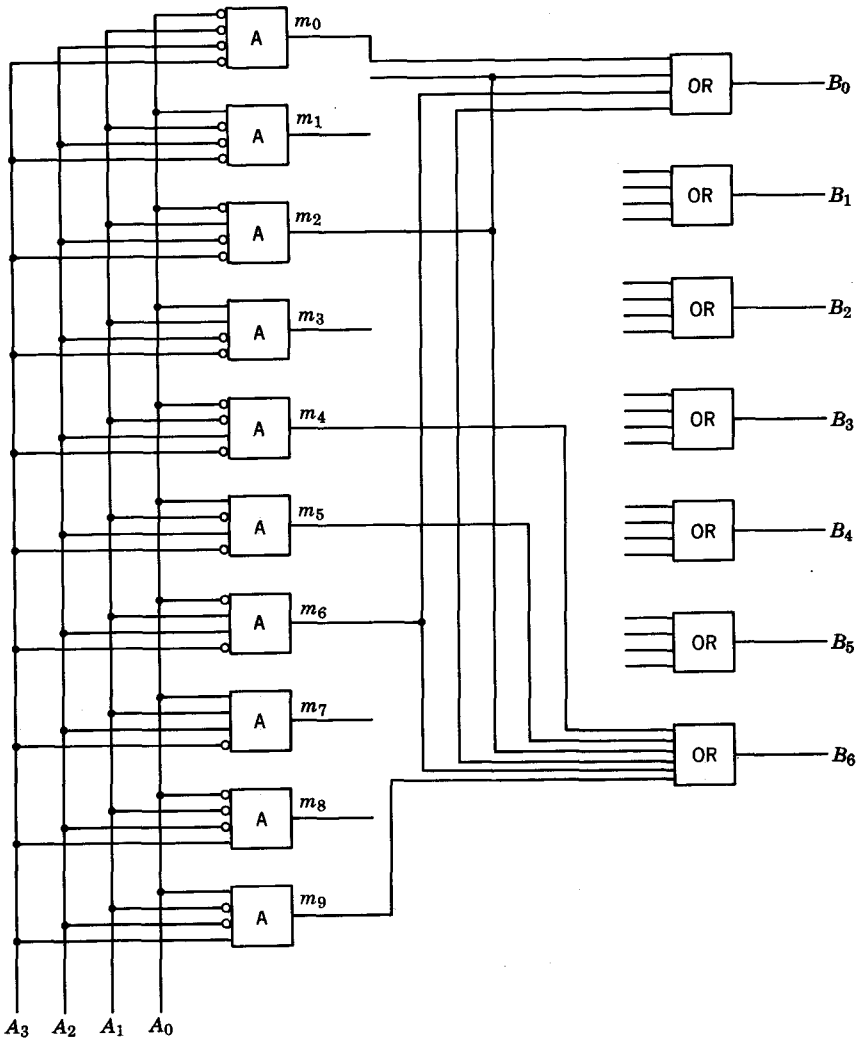 A
m₀
OR
B₀
A
m₁
OR
B₁
A
m₂
OR
B₂
A
m₃
OR
B₃
A
m₄
OR
B₄
A
m₅
OR
B₅
A
m₆
OR
B₆
A
m₇
A
m₈
A
m₉
A₃ A₂ A₁ A₀